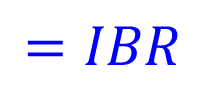 = IBR